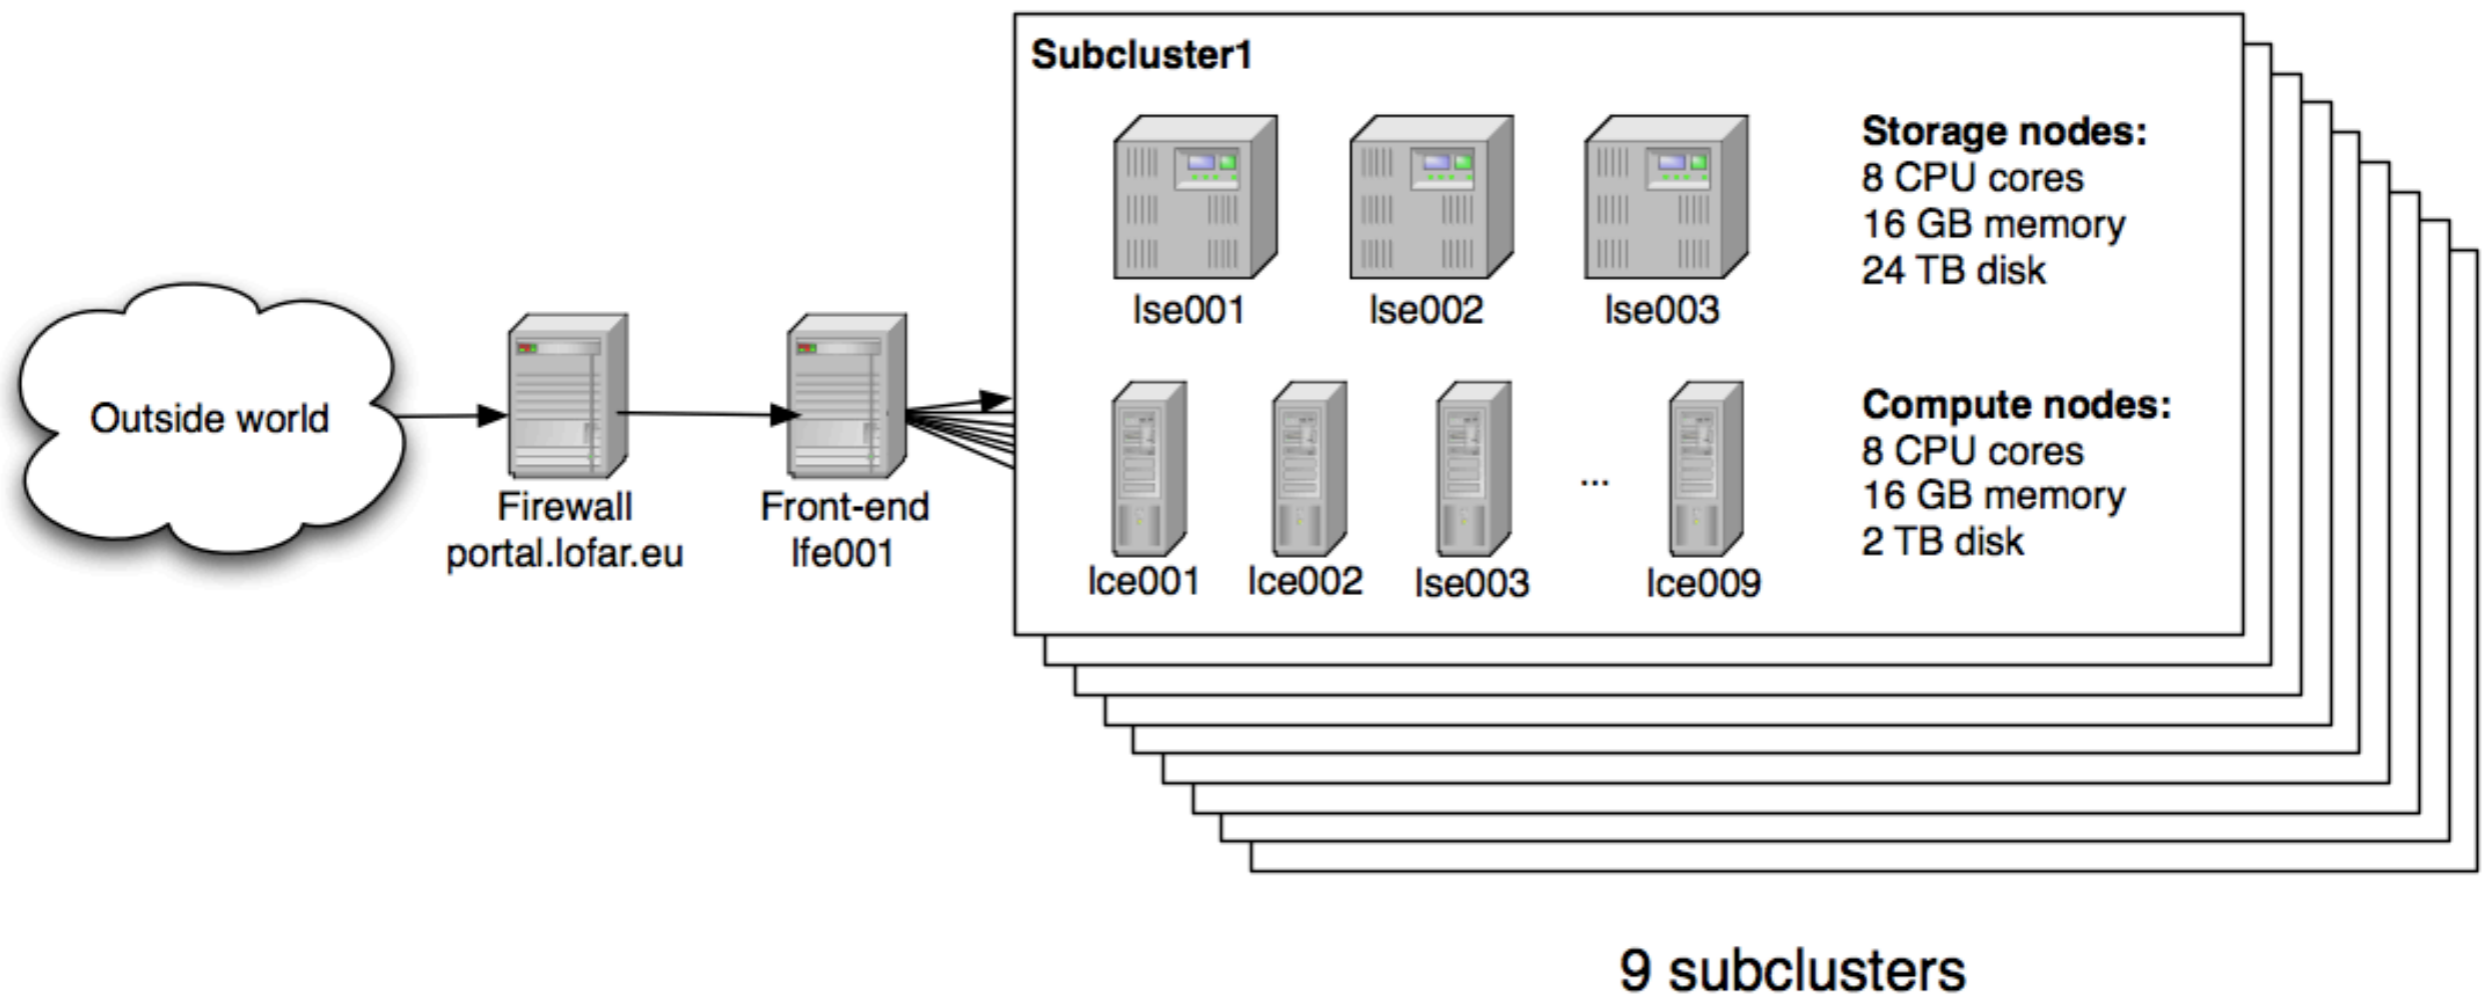 Subcluster1
lse001
lse002
lse003
Storage nodes:
8 CPU cores
16 GB memory
24 TB disk
Outside world
Firewall
portal.lofar.eu
Front-end
lfe001
lce001
lce002
lse003
...
lce009
Compute nodes:
8 CPU cores
16 GB memory
2 TB disk
9 subclusters